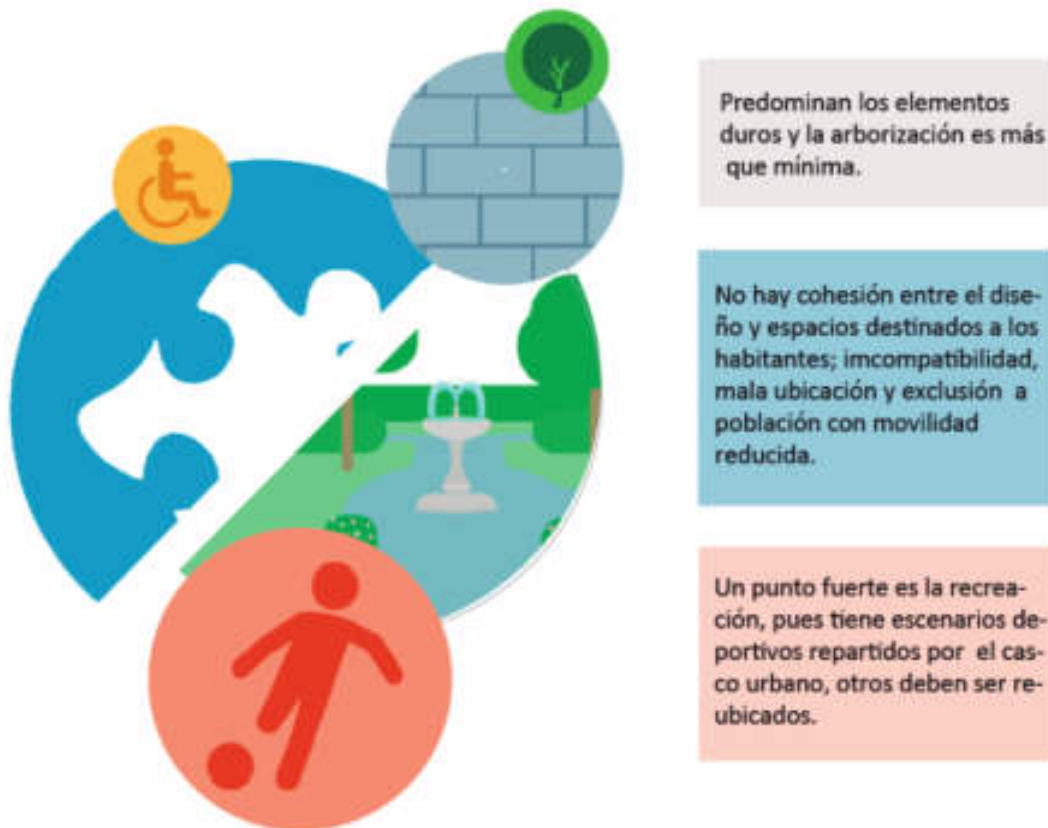 Predominan los elementos
duros y la arborización es más
que mínima.
No hay cohesión entre el dise-
ño y espacios destinados a los
habitantes; imcompatibilidad,
mala ubicación y exclusión a
población con movilidad
reducida.
Un punto fuerte es la recrea-
ción, pues tiene escenarios de-
portivos repartidos por el cas-
co urbano, otros deben ser re-
ubicados.